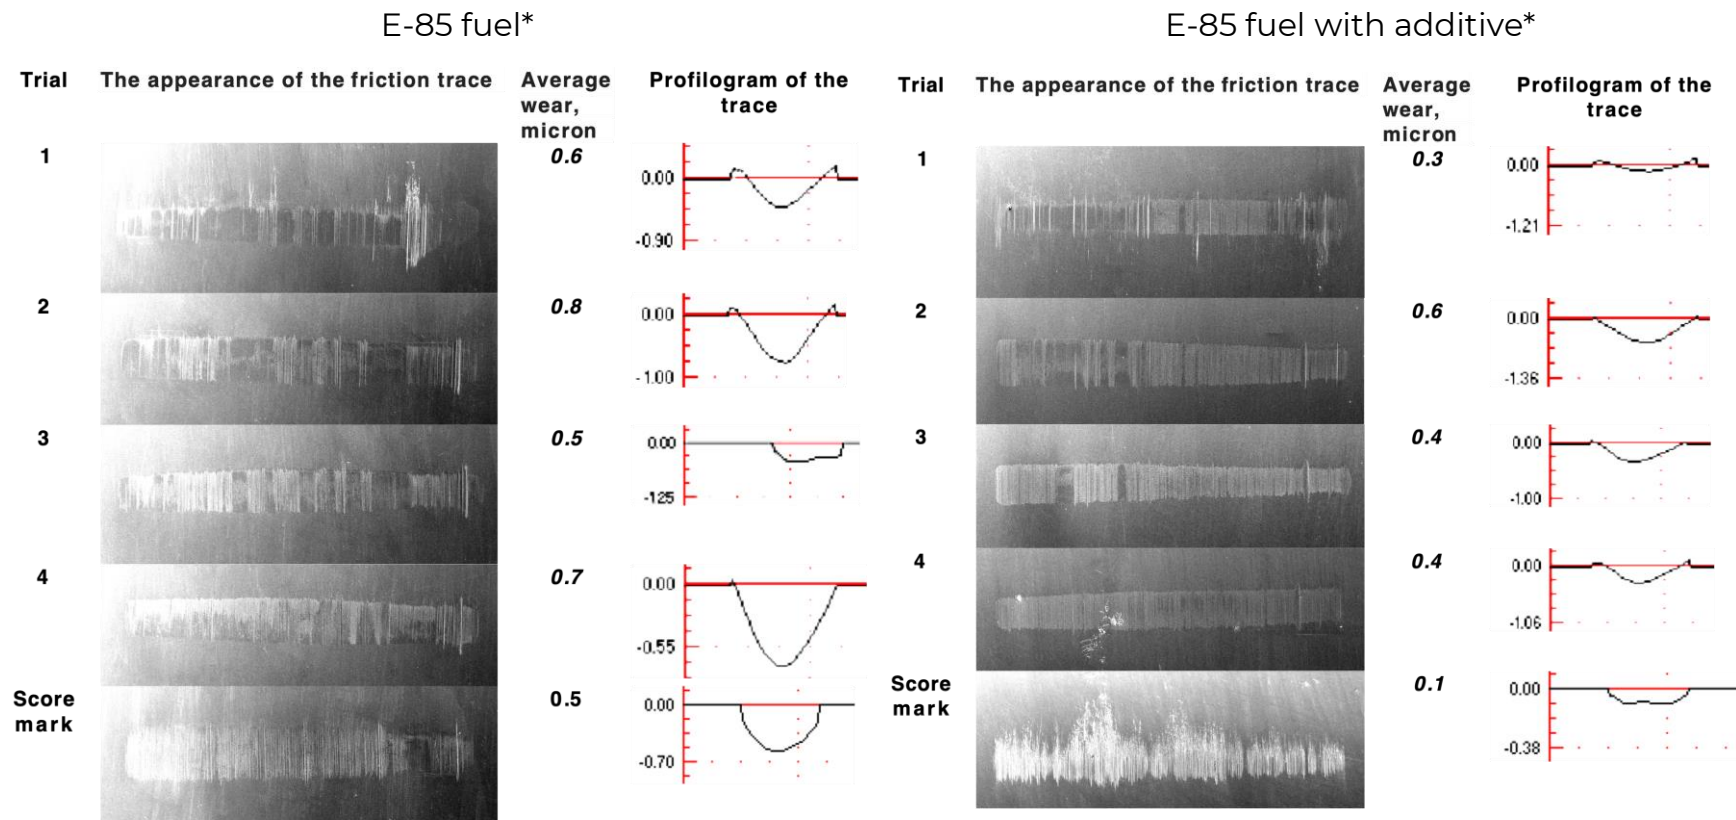 E-85 fuel*
Trial The appearance of the friction trace Average wear, micron Profilogram of the trace
1 0.6 0.00 -0.90
2 0.8 0.00 -1.00
3 0.5 0.00 -125
4 0.7 0.00 -0.55
Score mark 0.5 0.00 -0.70
E-85 fuel with additive*
Trial The appearance of the friction trace Average wear, micron Profilogram of the trace
1 0.3 0.00 -1.21
2 0.6 0.00 -1.36
3 0.4 0.00 -1.00
4 0.4 0.00 -1.06
Score mark 0.1 0.00 -0.38